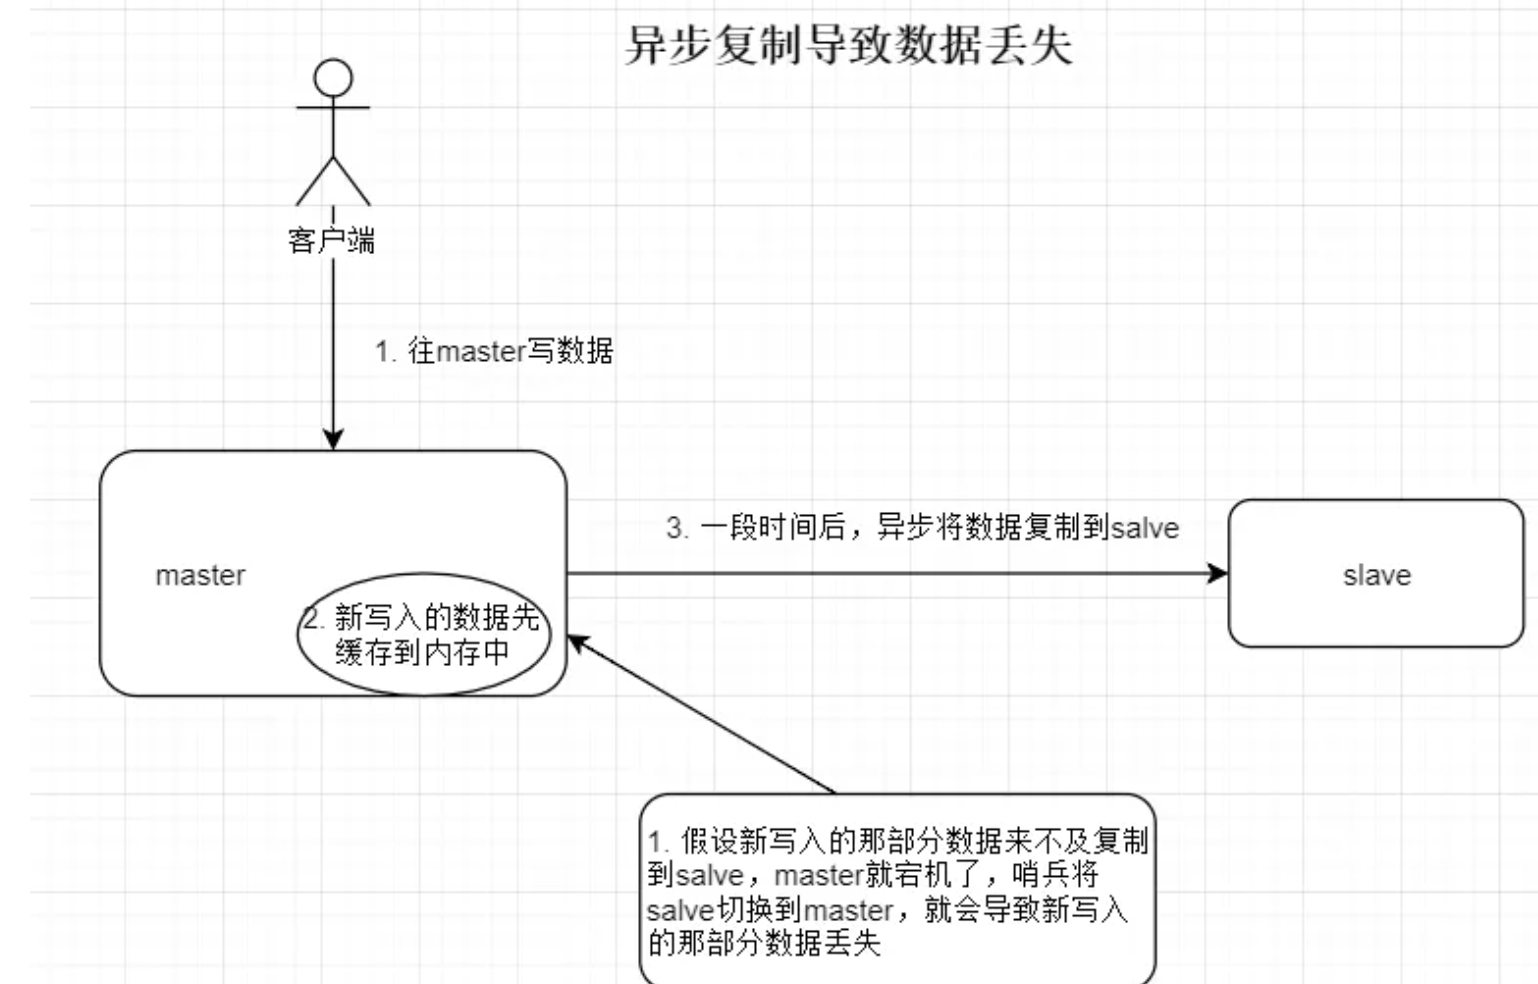 异步复制导致数据丢失
客户端
1. 往master写数据
3. 一段时间后，异步将数据复制到salve
master
slave
2. 新写入的数据先
缓存到内存中
1. 假设新写入的那部分数据来不及复制
到salve，master就宕机了，哨兵将
salve切换到master，就会导致新写入
的那部分数据丢失